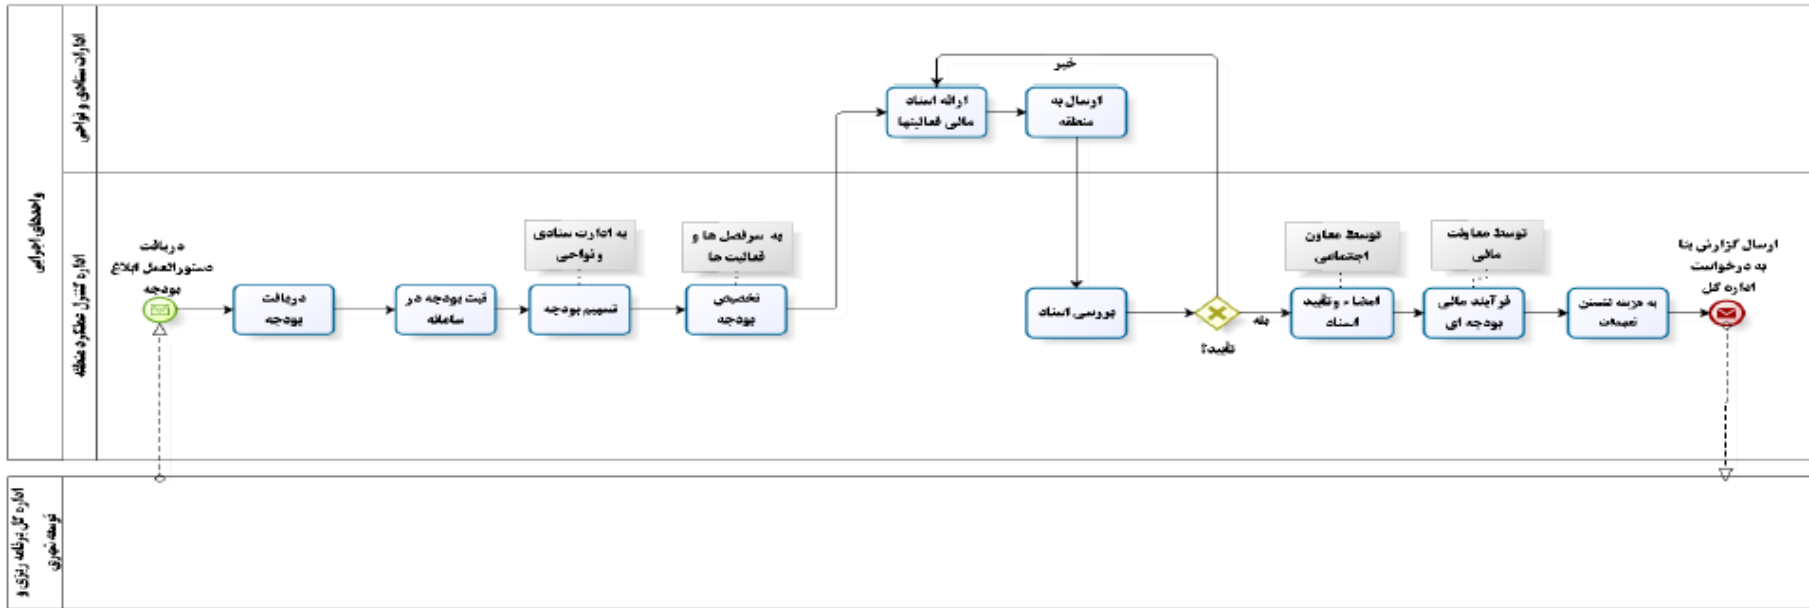 واحدهای اجرایی
ادارات ستادی و نواحی
خیر
ارائه اسناد
مالی فعالیتها
ارسال به
منطقه
اداره کنترل عملکرد منطقه
دریافت
دستورالعمل ابلاغ
بودجه
دریافت
بودجه
ثبت بودجه در
سامانه
به ادارت ستادی
و نواحی
تسهیم بودجه
به سرفصل ها و
فعالیت ها
تخصیص
بودجه
بررسی اسناد
تأیید؟
بله
توسط معاون
اجتماعی
امضاء و تأیید
اسناد
توسط معاونت
مالی
فرآیند مالی
بودجه ای
به هزینه نشستن
تعهدات
ارسال گزارش بنا
به درخواست
اداره کل
اداره کل برنامه ریزی و
توسعه شهری